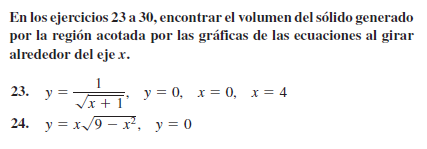 En los ejercicios 23 a 30, encontrar el volumen del sólido generado
por la región acotada por las gráficas de las ecuaciones al girar
alrededor del eje x.
23. y = 1/√(x + 1), y = 0, x = 0, x = 4
24. y = x√(9 − x²), y = 0